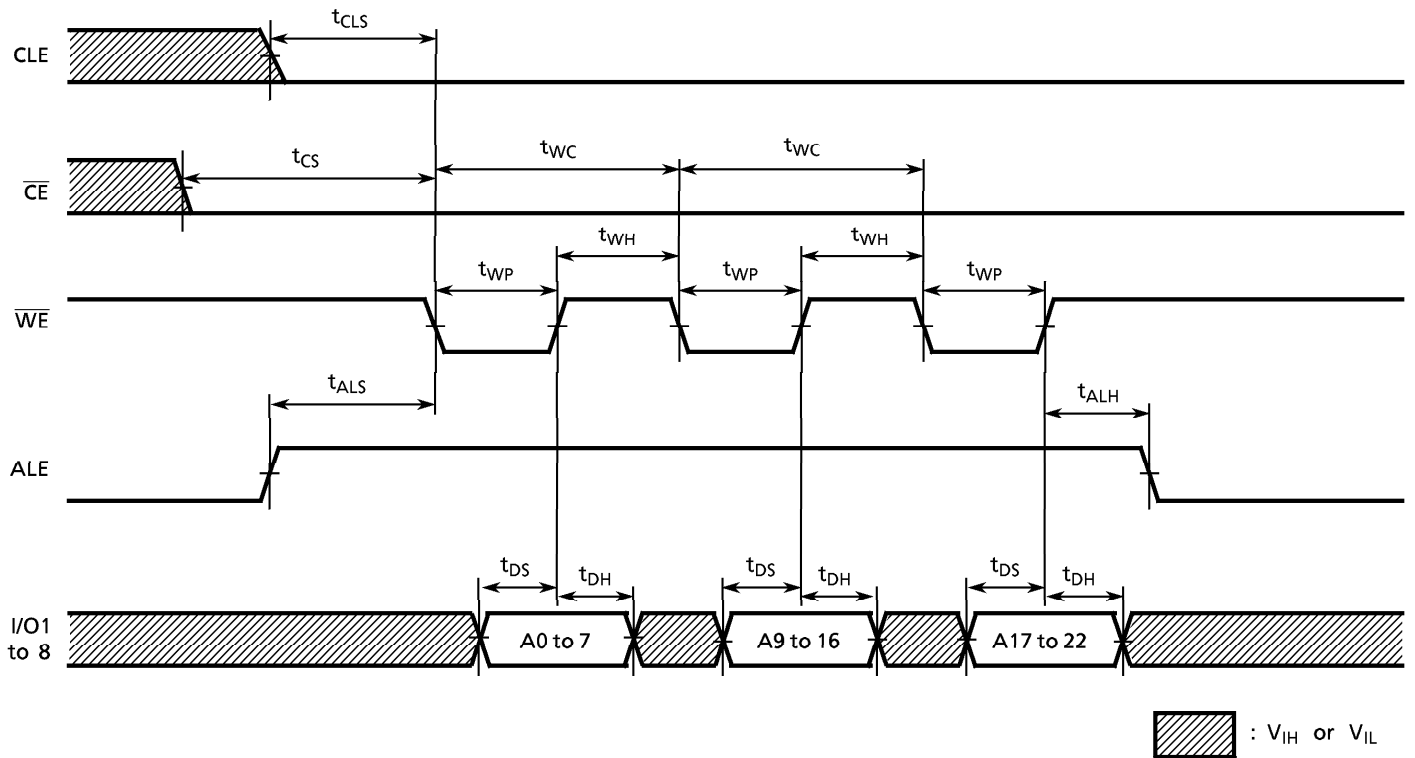 tCLS
CLE
tCS
tWC
tWC
CE
tWH
tWH
tWP
tWP
tWP
WE
tALS
tALH
ALE
tDS
tDH
tDS
tDH
tDS
tDH
I/O1
to 8
A0 to 7
A9 to 16
A17 to 22
: VIH or VIL